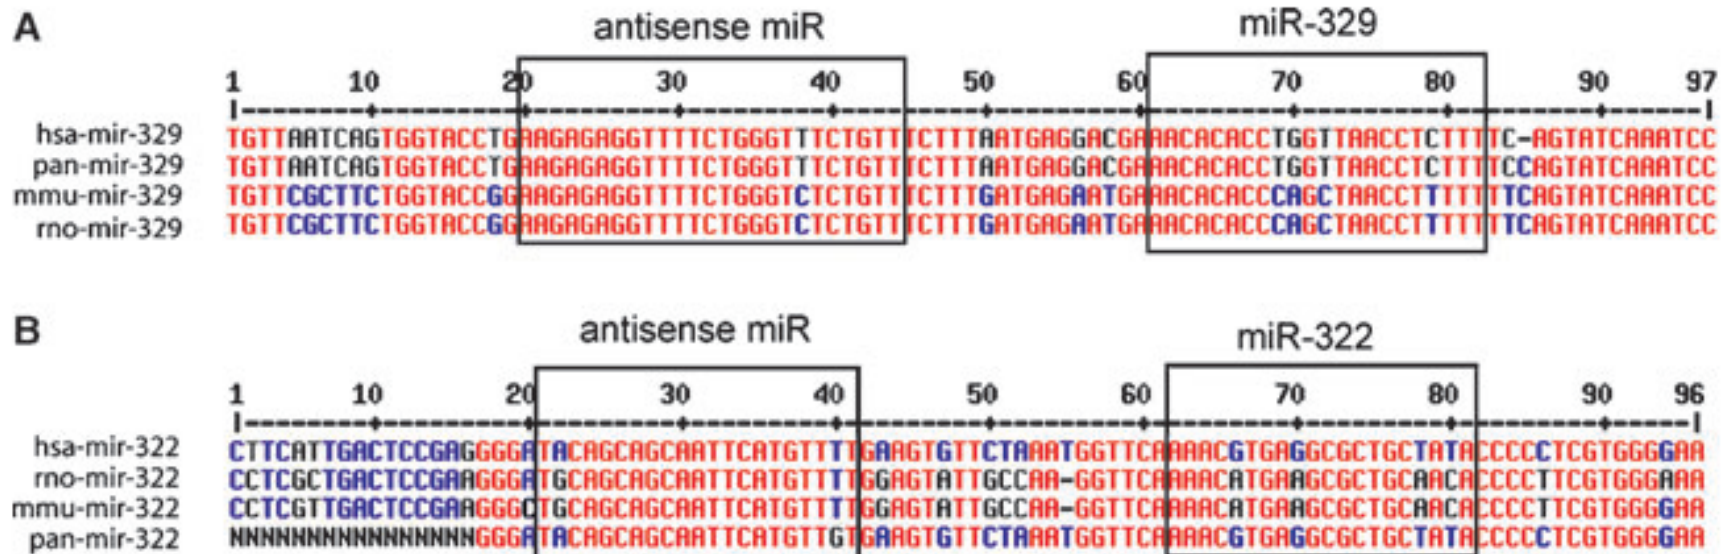 A
antisense miR miR-329
1 10 20 30 40 50 60 70 80 90 97
hsa-mir-329 TGTTAATCAGTGGTACCTGAAGAGAGGTTTTCTGGGTTTCTGTTTCTTTAATGAGGACGAAACACACCTGGTTAACCTCTTTTC-AGTATCAAATCC
pan-mir-329 TGTTAATCAGTGGTACCTGAAGAGAGGTTTTCTGGGTTTCTGTTTCTTTAATGAGGACGAAACACACCTGGTTAACCTCTTTTCCAGTATCAAATCC
mmu-mir-329 TGTTCGCTTCTGGTACCGGAAGAGAGGTTTTCTGGGTCTCTGTTTCTTTGATGAGAATGAAACACACCCAGCTAACCTTTTTTTCAGTATCAAATCC
rno-mir-329 TGTTCGCTTCTGGTACCGGAAGAGAGGTTTTCTGGGTCTCTGTTTCTTTGATGAGAATGAAACACACCCAGCTAACCTTTTTTTCAGTATCAAATCC
B
antisense miR miR-322
1 10 20 30 40 50 60 70 80 90 96
hsa-mir-322 CTTCATTGACTCCGAGGGGATACAGCAGCAATTCATGTTTTGAAGTGTTCTAAATGGTTCAAAACGTGAGGCGCTGCTATACCCCCTCGTGGGGAA
rno-mir-322 CCTCGCTGACTCCGAAGGGATGCAGCAGCAATTCATGTTTTGGAGTATTGCCAA-GGTTCAAAACATGAAGCGCTGCAACACCCCTTCGTGGGAAA
mmu-mir-322 CCTCGTTGACTCCGAAGGGCTGCAGCAGCAATTCATGTTTTGGAGTATTGCCAA-GGTTCAAAACATGAAGCGCTGCAACACCCCTTCGTGGGGAA
pan-mir-322 NNNNNNNNNNNNNNNNGGGATACAGCAGCAATTCATGTTGTGAAGTGTTCTAAATGGTTCAAAACGTGAGGCGCTGCTATACCCCCTCGTGGGGAA